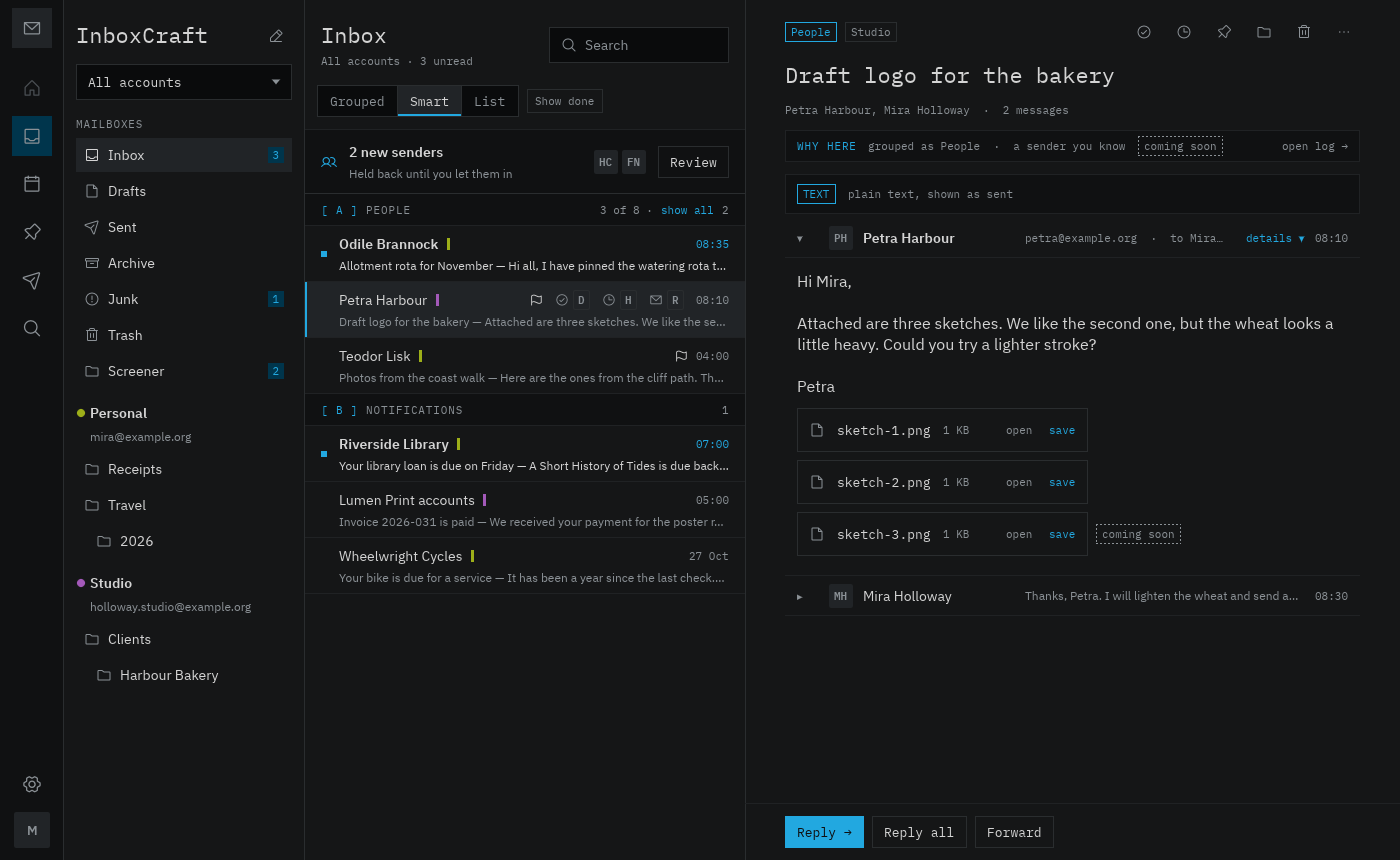 InboxCraft
All accounts
MAILBOXES
Inbox 3
Drafts
Sent
Archive
Junk 1
Trash
Screener 2
Personal
mira@example.org
Receipts
Travel
2026
Studio
holloway.studio@example.org
Clients
Harbour Bakery
M
Inbox
All accounts · 3 unread
Search
Grouped Smart List Show done
2 new senders
Held back until you let them in
HC FN Review
[ A ] PEOPLE 3 of 8 · show all 2
Odile Brannock 08:35
Allotment rota for November — Hi all, I have pinned the watering rota t…
Petra Harbour D H R 08:10
Draft logo for the bakery — Attached are three sketches. We like the se…
Teodor Lisk 04:00
Photos from the coast walk — Here are the ones from the cliff path. Th…
[ B ] NOTIFICATIONS 1
Riverside Library 07:00
Your library loan is due on Friday — A Short History of Tides is due back…
Lumen Print accounts 05:00
Invoice 2026-031 is paid — We received your payment for the poster r…
Wheelwright Cycles 27 Oct
Your bike is due for a service — It has been a year since the last check.…
People Studio
Draft logo for the bakery
Petra Harbour, Mira Holloway · 2 messages
WHY HERE grouped as People · a sender you know coming soon open log →
TEXT plain text, shown as sent
▾ PH Petra Harbour petra@example.org · to Mira… details ▾ 08:10
Hi Mira,
Attached are three sketches. We like the second one, but the wheat looks a
little heavy. Could you try a lighter stroke?
Petra
sketch-1.png 1 KB open save
sketch-2.png 1 KB open save
sketch-3.png 1 KB open save coming soon
▸ MH Mira Holloway Thanks, Petra. I will lighten the wheat and send a… 08:30
Reply → Reply all Forward